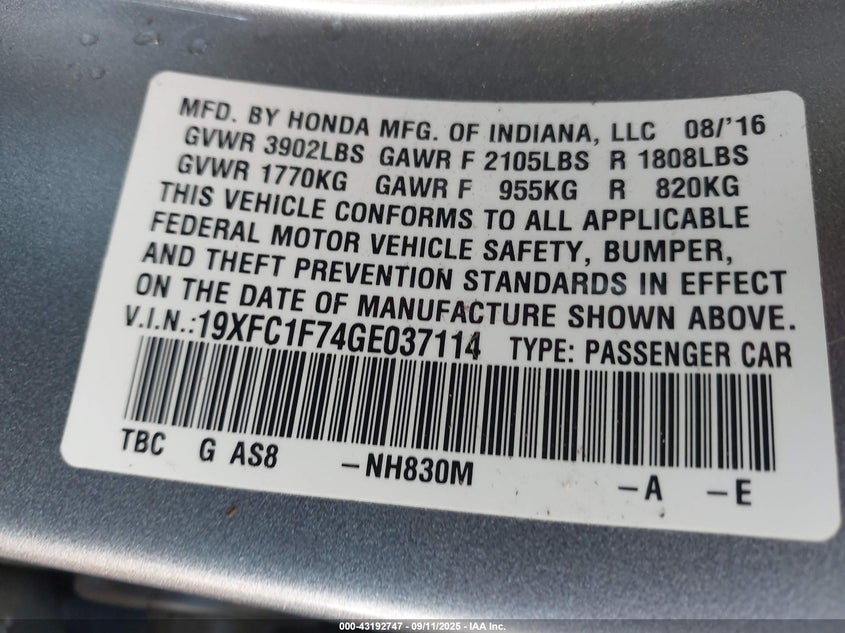 MFD. BY HONDA MFG. OF INDIANA, LLC 08/'16
GVWR 3902LBS GAWR F 2105LBS R 1808LBS
GVWR 1770KG GAWR F 955KG R 820KG
THIS VEHICLE CONFORMS TO ALL APPLICABLE
FEDERAL MOTOR VEHICLE SAFETY, BUMPER,
AND THEFT PREVENTION STANDARDS IN EFFECT
ON THE DATE OF MANUFACTURE SHOWN ABOVE.
V.I.N.:19XFC1F74GE037114 TYPE: PASSENGER CAR
TBC G AS8 -NH830M -A -E
000-43192747 - 09/11/2025 - IAA Inc.